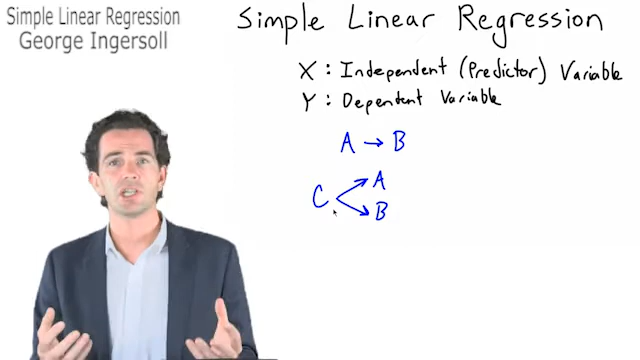 Simple Linear Regression
George Ingersoll
Simple Linear Regression
X : Independent (Predictor) Variable
Y : Dependent Variable
A → B
C
A
B